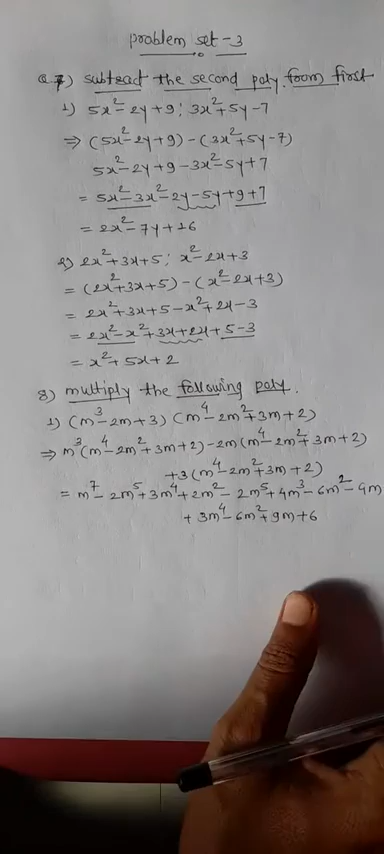 problem set -3
Q.7) subtract the second poly. from first
1) 5x² - 2y + 9 ; 3x² + 5y - 7
⇒ (5x² - 2y + 9) - (3x² + 5y - 7)
5x² - 2y + 9 - 3x² - 5y + 7
= 5x² - 3x² - 2y - 5y + 9 + 7
= 2x² - 7y + 16
2) 2x² + 3x + 5 ; x² - 2x + 3
= (2x² + 3x + 5) - (x² - 2x + 3)
= 2x² + 3x + 5 - x² + 2x - 3
= 2x² - x² + 3x + 2x + 5 - 3
= x² + 5x + 2
8) multiply the following poly.
1) (m³ - 2m + 3) (m⁴ - 2m² + 3m + 2)
⇒ m³(m⁴ - 2m² + 3m + 2) - 2m(m⁴ - 2m² + 3m + 2)
+ 3(m⁴ - 2m² + 3m + 2)
= m⁷ - 2m⁵ + 3m⁴ + 2m² - 2m⁵ + 4m³ - 6m² - 4m
+ 3m⁴ - 6m² + 9m + 6